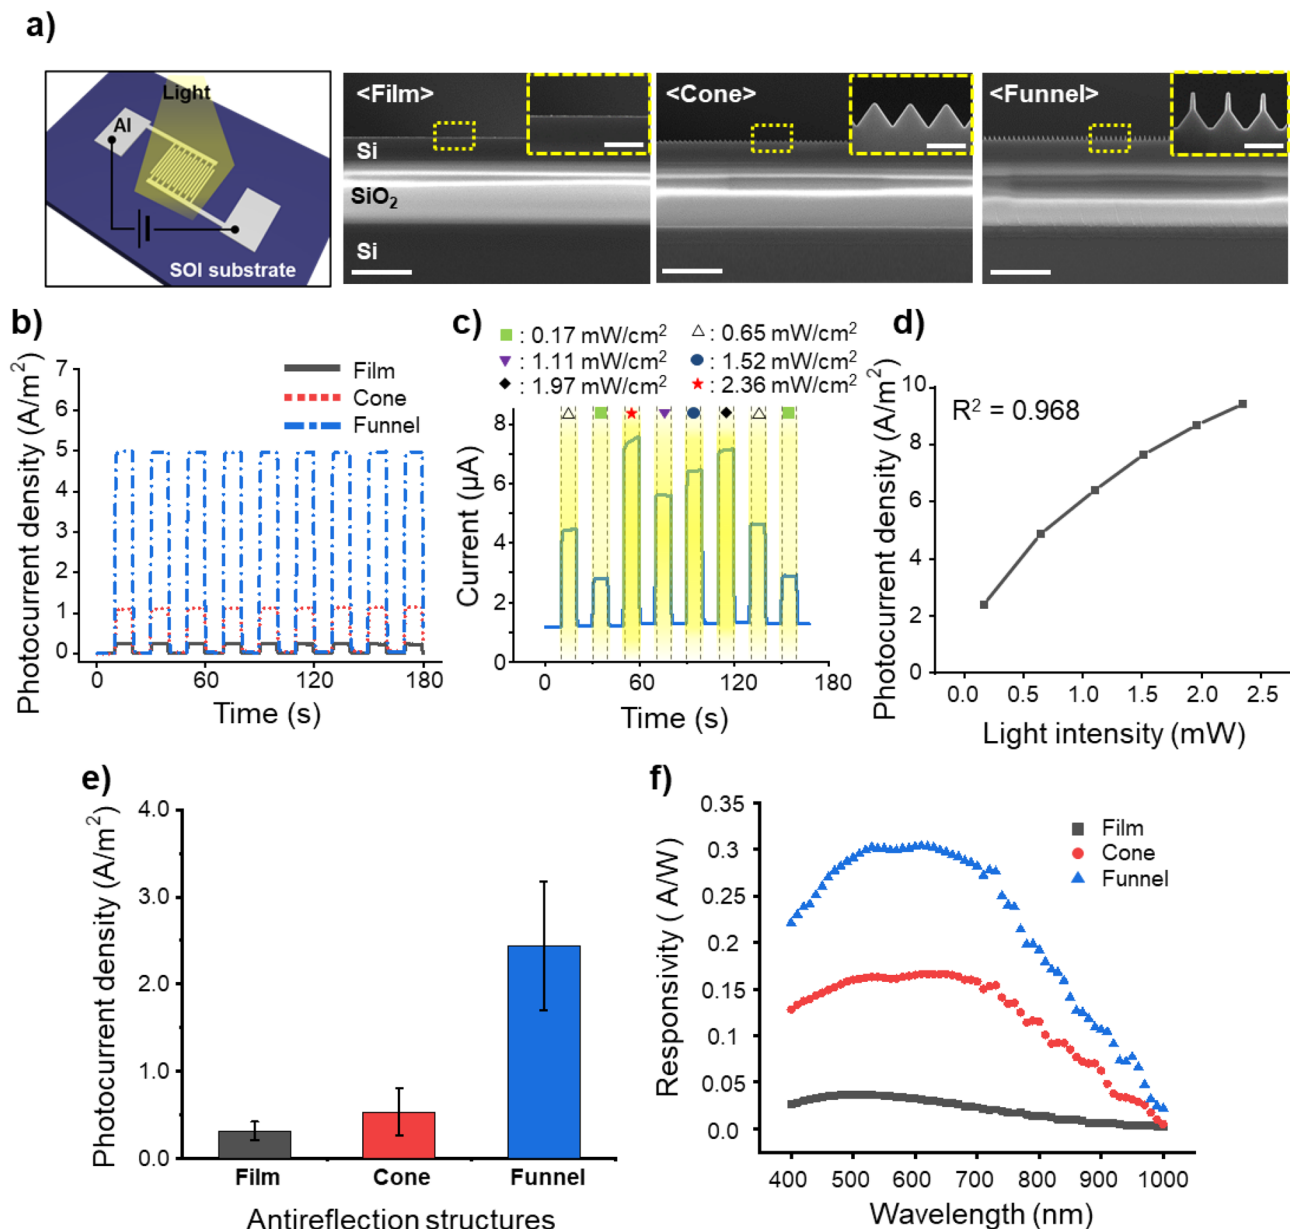 a)
Light
Al
SOI substrate
<Film>
Si
SiO2
Si
<Cone>
<Funnel>
b)
Photocurrent density (A/m2)
7
6
5
4
3
2
1
0
Film
Cone
Funnel
0 60 120 180
Time (s)
c)
: 0.17 mW/cm2 : 0.65 mW/cm2
: 1.11 mW/cm2 : 1.52 mW/cm2
: 1.97 mW/cm2 : 2.36 mW/cm2
Current (µA)
8
6
4
2
0
0 60 120 180
Time (s)
d)
Photocurrent density (A/m2)
10
8
6
4
2
0
R2 = 0.968
0.0 0.5 1.0 1.5 2.0 2.5
Light intensity (mW)
e)
Photocurrent density (A/m2)
4.0
3.0
2.0
1.0
0.0
Film Cone Funnel
Antireflection structures
f)
Responsivity ( A/W)
0.35
0.3
0.25
0.2
0.15
0.1
0.05
0.0
Film
Cone
Funnel
400 500 600 700 800 900 1000
Wavelength (nm)